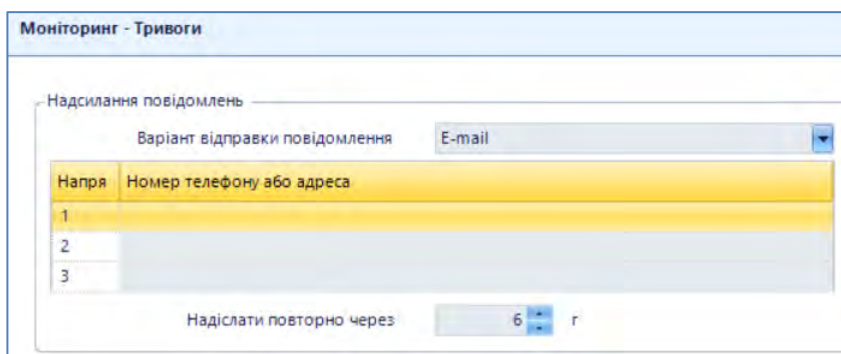 Моніторинг - Тривоги
Надсилання повідомлень
Варіант відправки повідомлення E-mail
Напря Номер телефону або адреса
1
2
3
Надіслати повторно через 6 г